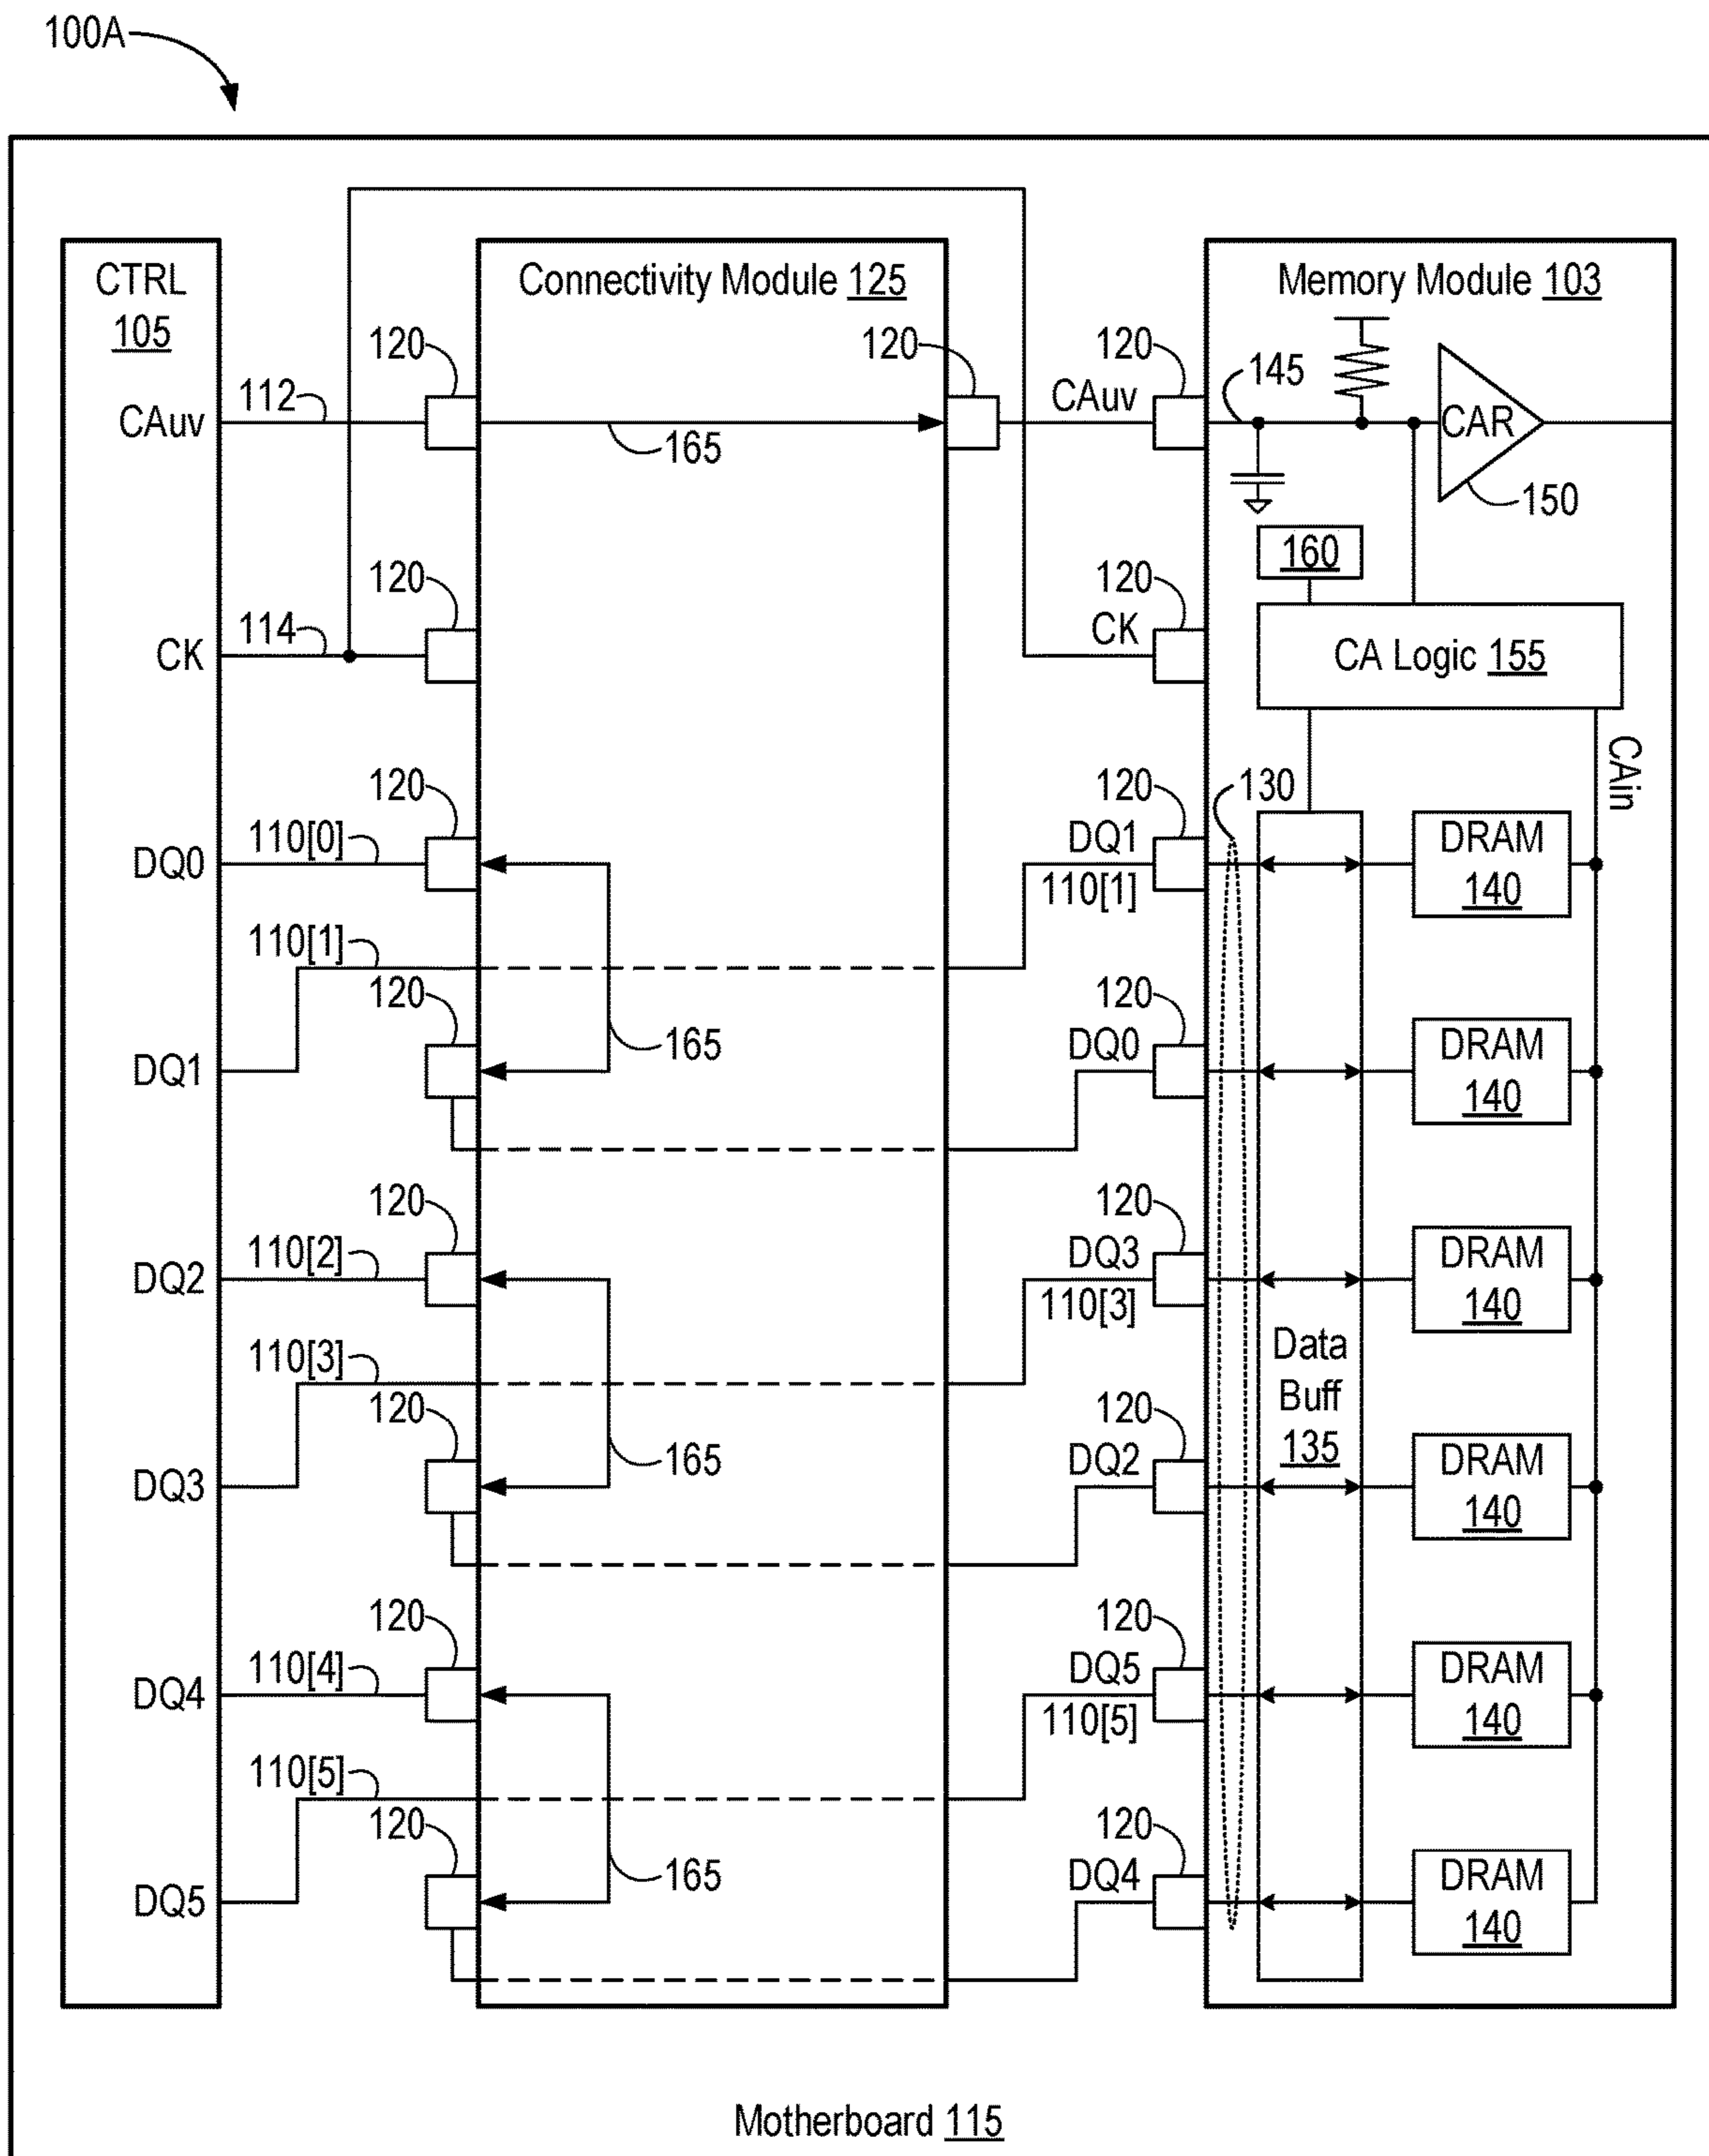 100A
CTRL
105
Connectivity Module 125
Memory Module 103
120
120
120
145
CAuv
112
CAuv
CAR
165
150
160
120
120
CK
114
CK
CA Logic 155
CAin
120
130
120
DQ0
110[0]
DQ1
110[1]
DRAM
140
110[1]
120
120
DQ1
165
DQ0
DRAM
140
120
120
DQ2
110[2]
DQ3
110[3]
DRAM
140
110[3]
Data
Buff
135
120
120
DQ3
165
DQ2
DRAM
140
120
120
DQ4
110[4]
DQ5
110[5]
DRAM
140
110[5]
120
120
DQ5
165
DQ4
DRAM
140
Motherboard 115